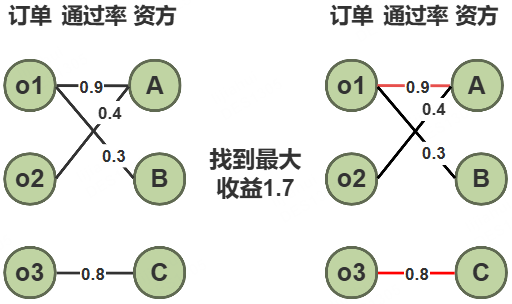 订单 通过率 资方
o1 0.9 A
0.4
0.3
o2 B
o3 0.8 C
找到最大
收益1.7
订单 通过率 资方
o1 0.9 A
0.4
0.3
o2 B
o3 0.8 C